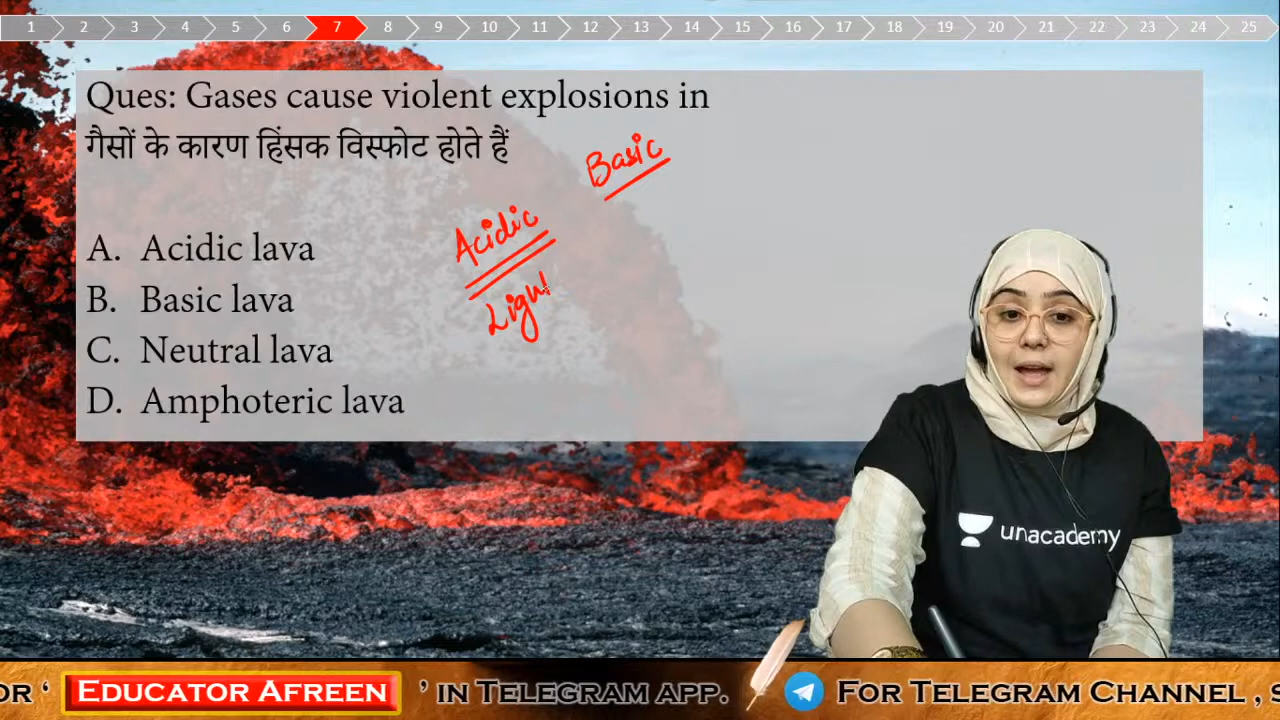 1 2 3 4 5 6 7 8 9 10 11 12 13 14 15 16 17 18 19 20 21 22 23 24 25
Ques: Gases cause violent explosions in
गैसों के कारण हिंसक विस्फोट होते हैं
Basic
Acidic
A. Acidic lava
B. Basic lava
C. Neutral lava
D. Amphoteric lava
unacademy
OR ‘ EDUCATOR AFREEN ’ IN TELEGRAM APP. FOR TELEGRAM CHANNEL , S